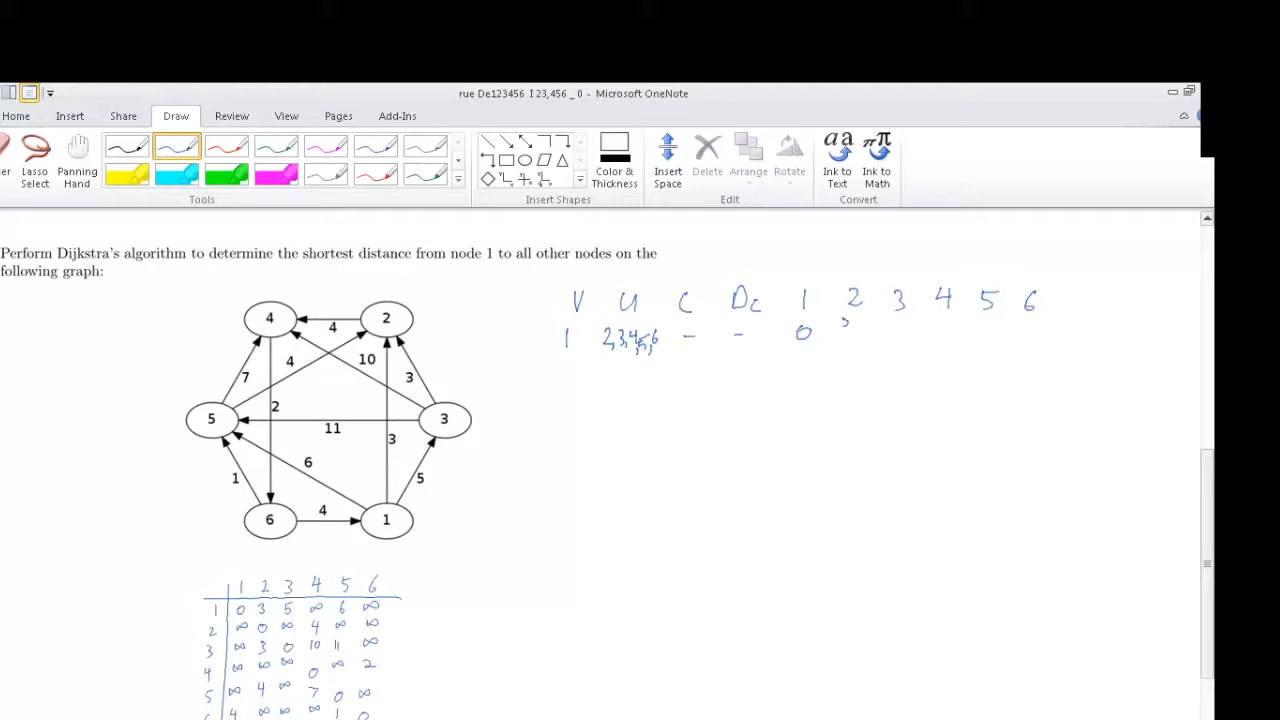 rue De123456 I 23,456 _ 0 - Microsoft OneNote
Home Insert Share Draw Review View Pages Add-Ins
Lasso Select
Panning Hand
Color & Thickness
Insert Space
Delete
Arrange
Rotate
Ink to Text
Ink to Math
Tools
Insert Shapes
Edit
Convert
Perform Dijkstra's algorithm to determine the shortest distance from node 1 to all other nodes on the
following graph:
V U C Dc 1 2 3 4 5 6
1 2,3,4,5,6 - - 0
4 2
4
4 10
7 3
2
5 3
11
3
6
1 5
4
6 1
1 2 3 4 5 6
1 0 3 5 ∞ 6 ∞
2 ∞ 0 ∞ 4 ∞ ∞
3 ∞ 3 0 10 11 ∞
4 ∞ ∞ ∞ 0 ∞ 2
5 ∞ 4 ∞ 7 0 ∞
6 4 ∞ ∞ ∞ 1 0